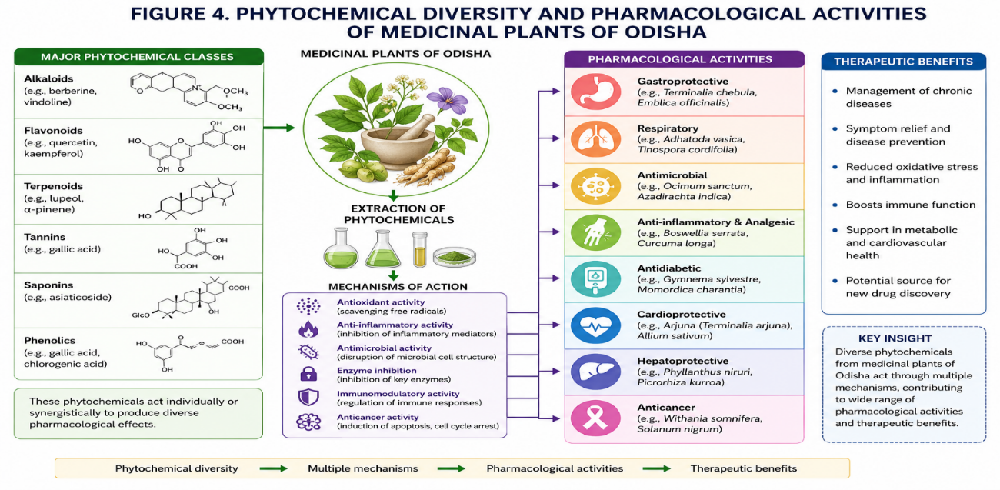 FIGURE 4. PHYTOCHEMICAL DIVERSITY AND PHARMACOLOGICAL ACTIVITIES
OF MEDICINAL PLANTS OF ODISHA
MAJOR PHYTOCHEMICAL CLASSES
Alkaloids
(e.g., berberine,
vindoline)
O
N+
OCH3
OCH3
Flavonoids
(e.g., quercetin,
kaempferol)
OH
OH
HO
O
OH
OH
O
Terpenoids
(e.g., lupeol,
α-pinene)
HO
Tannins
(e.g., gallic acid)
OH
OH
HO
OH
COOH
Saponins
(e.g., asiaticoside)
COOH
GlcO
OH
Phenolics
(e.g., gallic acid,
chlorogenic acid)
HO
O
e
COOH
OH
These phytochemicals act individually or
synergistically to produce diverse
pharmacological effects.
MEDICINAL PLANTS OF ODISHA
EXTRACTION OF
PHYTOCHEMICALS
MECHANISMS OF ACTION
Antioxidant activity
(scavenging free radicals)
Anti-inflammatory activity
(inhibition of inflammatory mediators)
Antimicrobial activity
(disruption of microbial cell structure)
Enzyme inhibition
(inhibition of key enzymes)
Immunomodulatory activity
(regulation of immune responses)
Anticancer activity
(induction of apoptosis, cell cycle arrest)
PHARMACOLOGICAL ACTIVITIES
Gastroprotective
(e.g., Terminalia chebula,
Emblica officinalis)
Respiratory
(e.g., Adhatoda vasica,
Tinospora cordifolia)
Antimicrobial
(e.g., Ocimum sanctum,
Azadirachta indica)
Anti-inflammatory & Analgesic
(e.g., Boswellia serrata,
Curcuma longa)
Antidiabetic
(e.g., Gymnema sylvestre,
Momordica charantia)
Cardioprotective
(e.g., Arjuna (Terminalia arjuna),
Allium sativum)
Hepatoprotective
(e.g., Phyllanthus niruri,
Picrorhiza kurroa)
Anticancer
(e.g., Withania somnifera,
Solanum nigrum)
THERAPEUTIC BENEFITS
• Management of chronic
diseases
• Symptom relief and
disease prevention
• Reduced oxidative stress
and inflammation
• Boosts immune function
• Support in metabolic
and cardiovascular
health
• Potential source for
new drug discovery
KEY INSIGHT
Diverse phytochemicals
from medicinal plants of
Odisha act through multiple
mechanisms, contributing
to wide range of
pharmacological activities
and therapeutic benefits.
Phytochemical diversity → Multiple mechanisms → Pharmacological activities → Therapeutic benefits